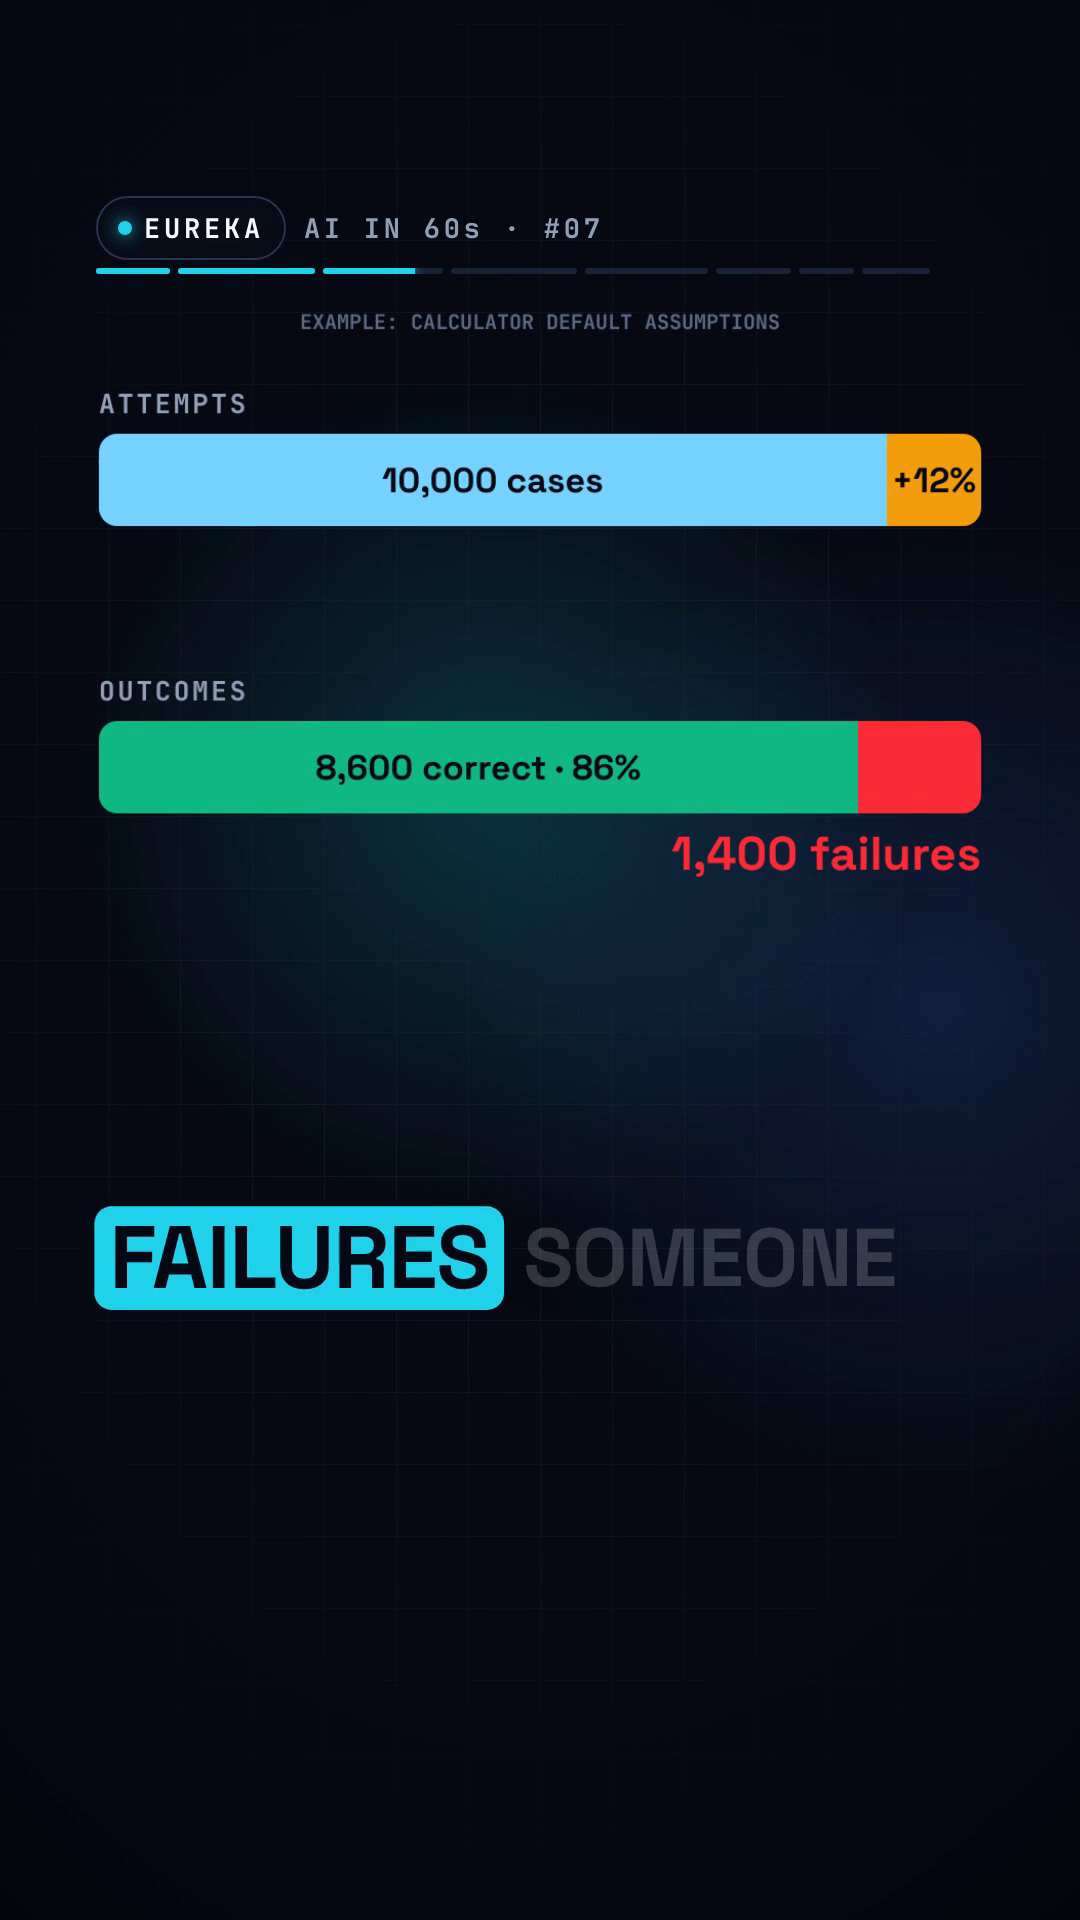 EUREKA AI IN 60s · #07
EXAMPLE: CALCULATOR DEFAULT ASSUMPTIONS
ATTEMPTS
10,000 cases +12%
OUTCOMES
8,600 correct · 86%
1,400 failures
FAILURES SOMEONE